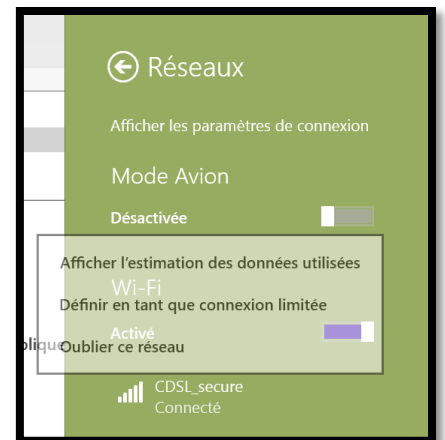 Réseaux
Afficher les paramètres de connexion
Mode Avion
Désactivée
Afficher l'estimation des données utilisées
Wi-Fi
Définir en tant que connexion limitée
Activé
plique
Oublier ce réseau
CDSL_secure
Connecté